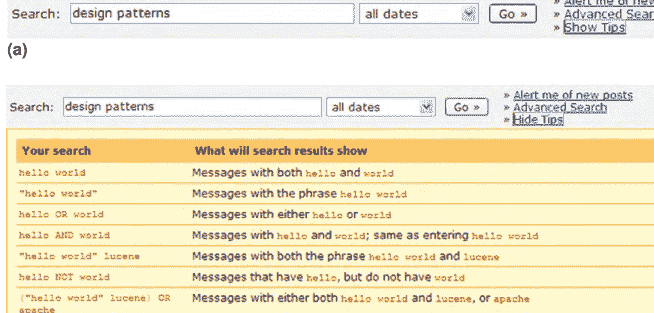 » Alert me of new
Search: design patterns all dates Go » » Advanced Sear
» Show Tips
(a)
» Alert me of new posts
Search: design patterns all dates Go » » Advanced Search
» Hide Tips
Your search What will search results show
hello world Messages with both hello and world
"hello world" Messages with the phrase hello world
hello OR world Messages with either hello or world
hello AND world Messages with hello and world; same as entering hello world
"hello world" lucene Messages with both the phrase hello world and lucene
hello NOT world Messages that have hello, but do not have world
("hello world" lucene) OR Messages with either both hello world and lucene, or apache
apache